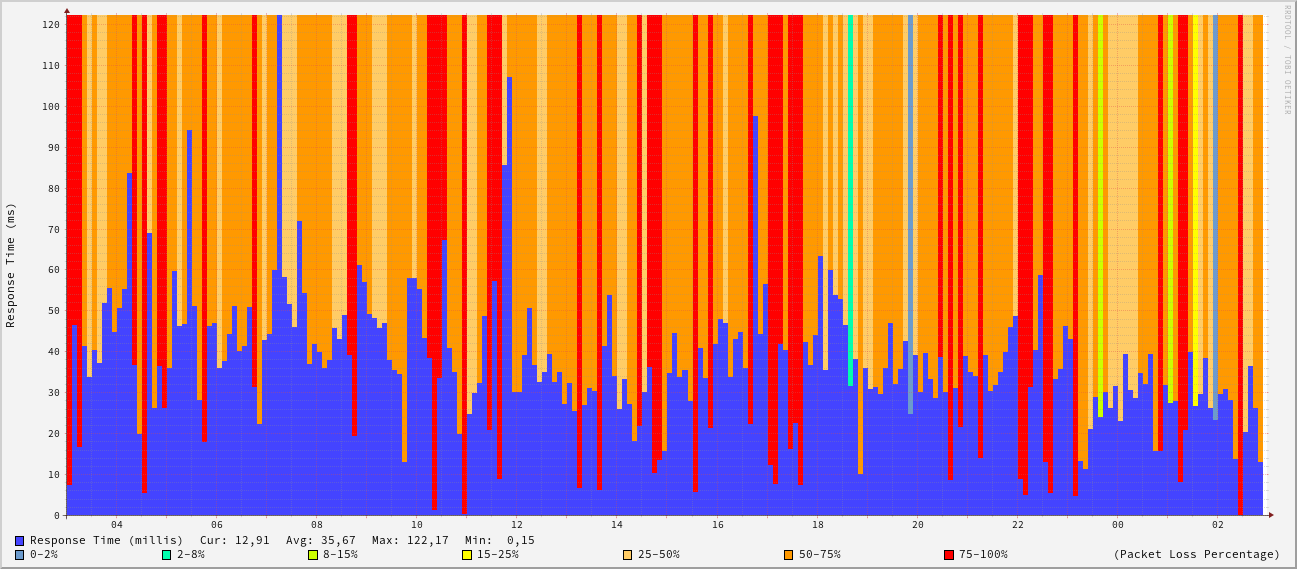 RRDTOOL / TOBI OETIKER
Response Time (ms)
120
110
100
90
80
70
60
50
40
30
20
10
0
04 06 08 10 12 14 16 18 20 22 00 02
Response Time (millis) Cur: 12,91 Avg: 35,67 Max: 122,17 Min: 0,15
0-2% 2-8% 8-15% 15-25% 25-50% 50-75% 75-100% (Packet Loss Percentage)